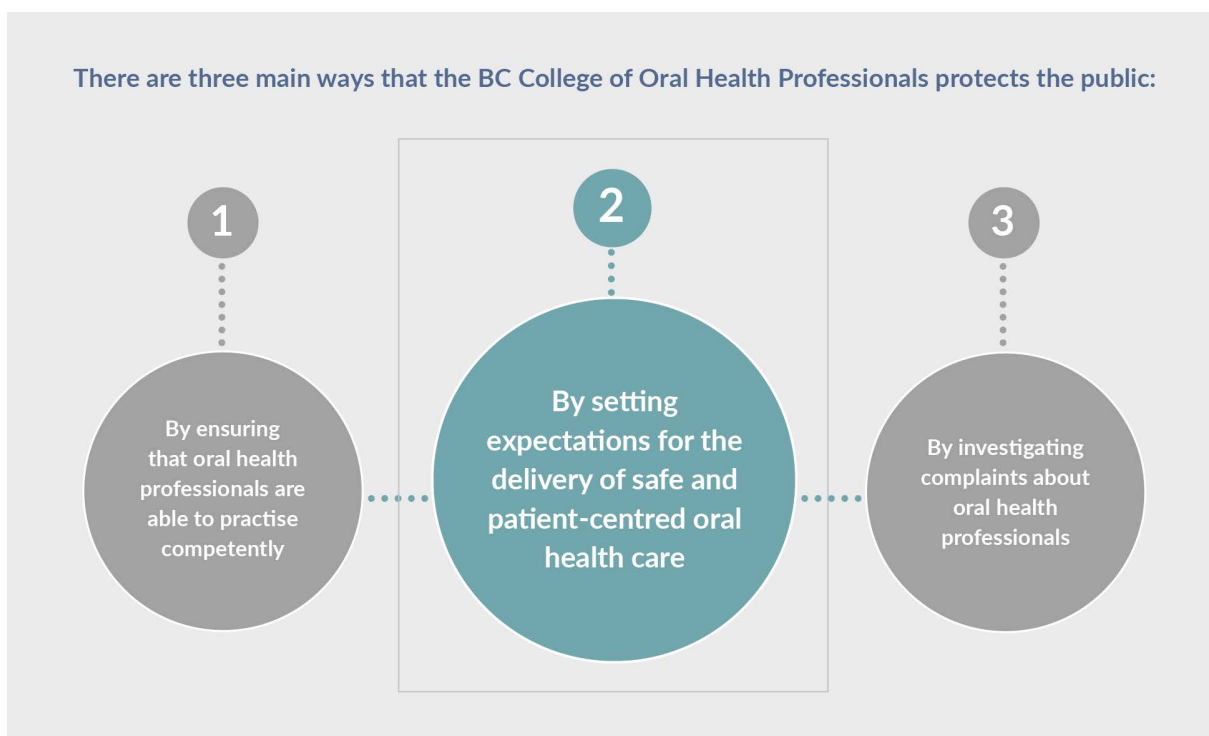 There are three main ways that the BC College of Oral Health Professionals protects the public:
1
By ensuring
that oral health
professionals are
able to practise
competently
2
By setting
expectations for the
delivery of safe and
patient-centred oral
health care
3
By investigating
complaints about
oral health
professionals